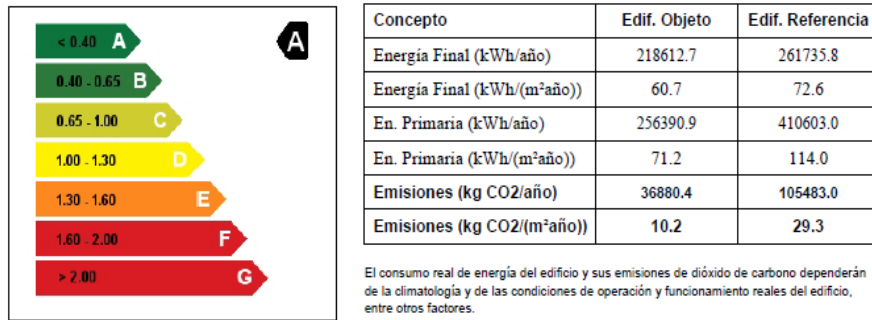 < 0.40 A
A
0.40 - 0.65 B
0.65 - 1.00 C
1.00 - 1.30 D
1.30 - 1.60 E
1.60 - 2.00 F
> 2.00 G
Concepto Edif. Objeto Edif. Referencia
Energía Final (kWh/año) 218612.7 261735.8
Energía Final (kWh/(m²año)) 60.7 72.6
En. Primaria (kWh/año) 256390.9 410603.0
En. Primaria (kWh/(m²año)) 71.2 114.0
Emisiones (kg CO2/año) 36880.4 105483.0
Emisiones (kg CO2/(m²año)) 10.2 29.3
El consumo real de energía del edificio y sus emisiones de dióxido de carbono dependerán
de la climatología y de las condiciones de operación y funcionamiento reales del edificio,
entre otros factores.